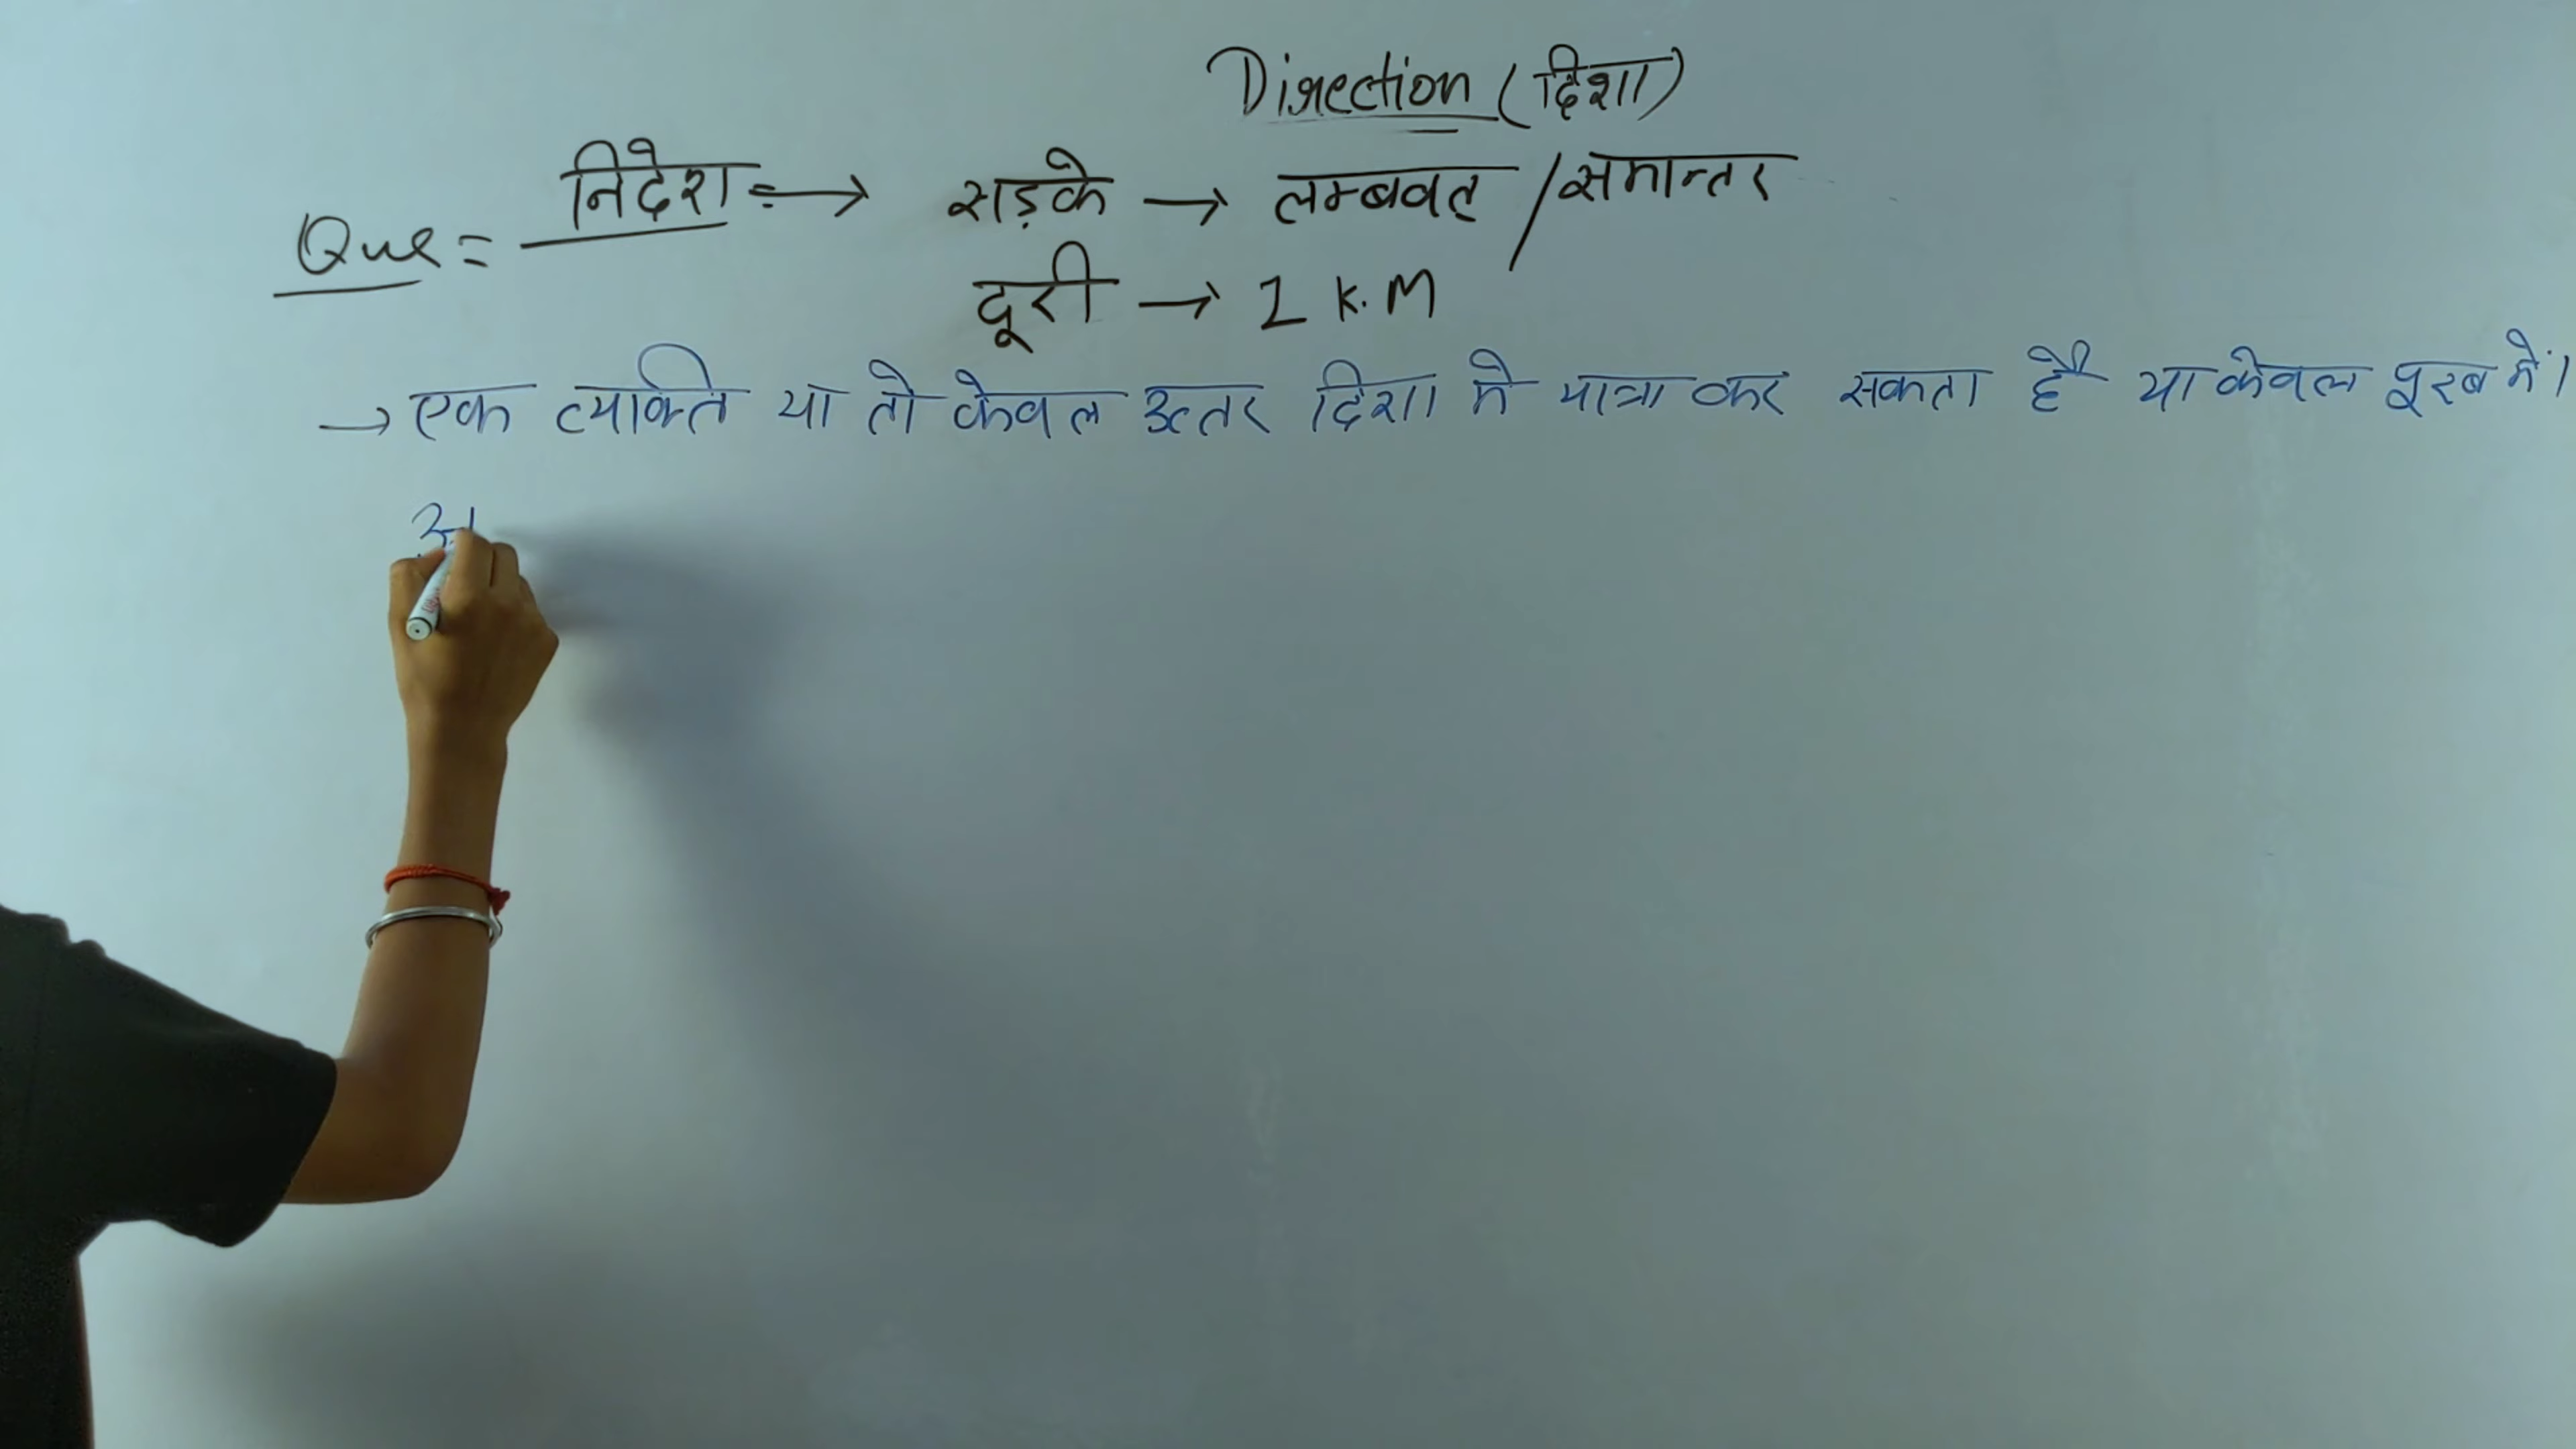 Direction (दिशा)
Que = निदेश :→ सड़के → लम्बवत / समान्तर
दूरी → 1 K.M
→ एक व्यक्ति या तो केवल उत्तर दिशा मे यात्रा कर सकता है या केवल पूरब में।